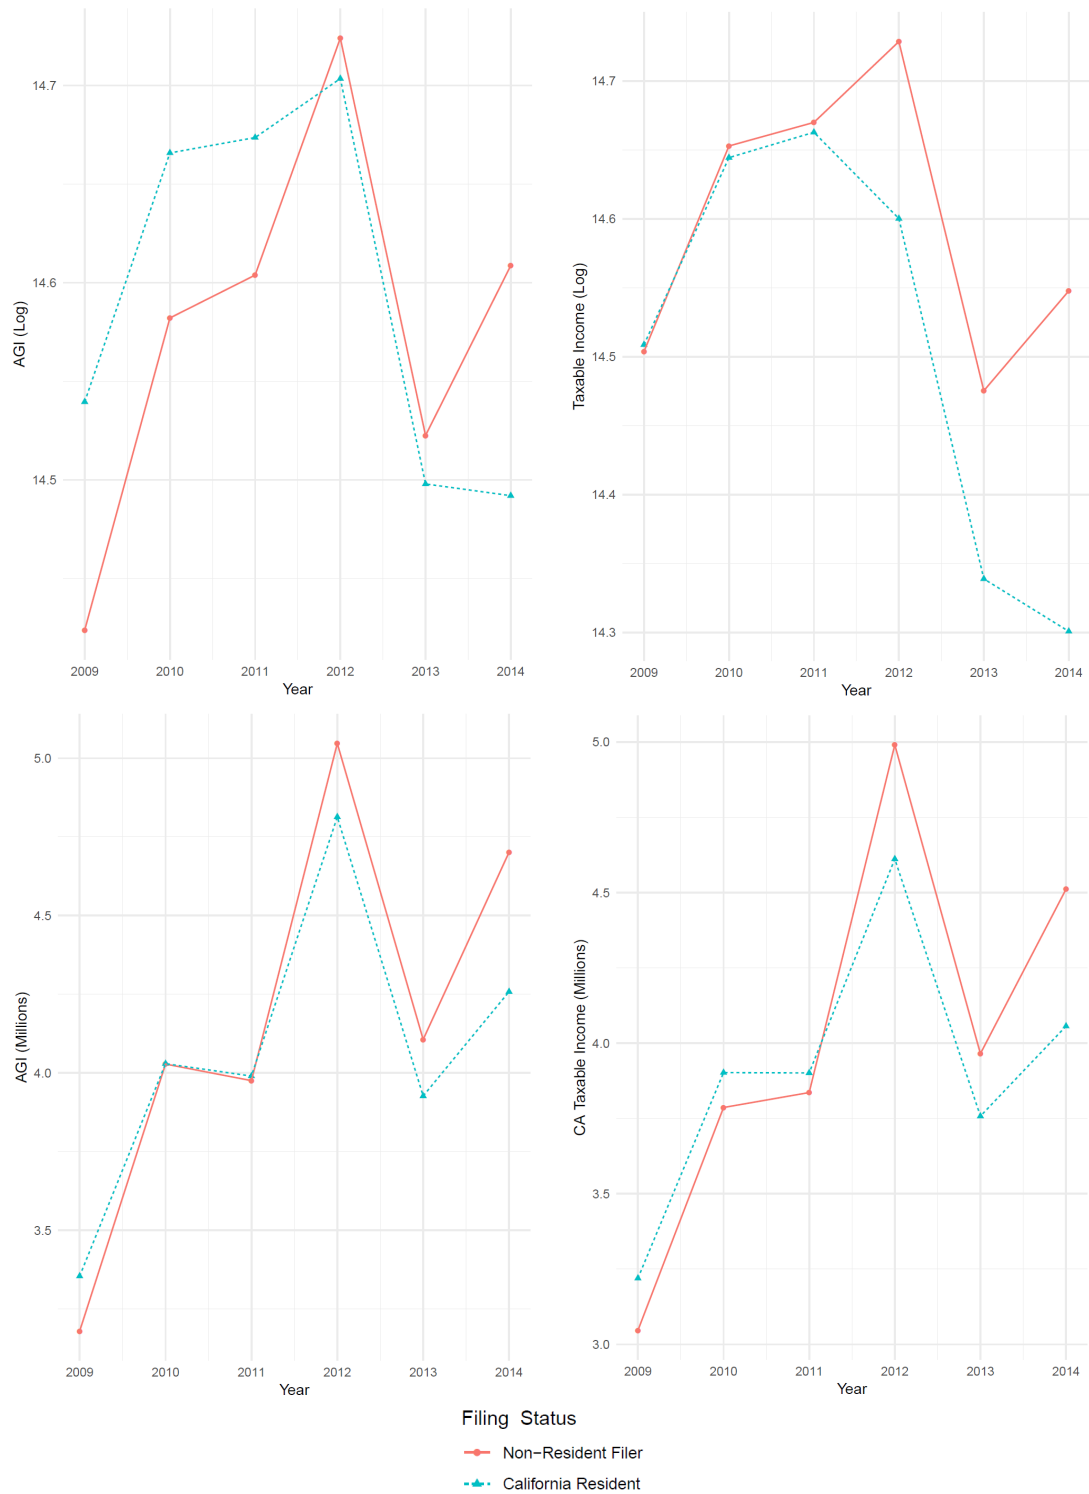 AGI (Log)
14.7
14.6
14.5
2009 2010 2011 2012 2013 2014
Year
Taxable Income (Log)
14.7
14.6
14.5
14.4
14.3
2009 2010 2011 2012 2013 2014
Year
AGI (Millions)
5.0
4.5
4.0
3.5
2009 2010 2011 2012 2013 2014
Year
CA Taxable Income (Millions)
5.0
4.5
4.0
3.5
3.0
2009 2010 2011 2012 2013 2014
Year
Filing Status
Non−Resident Filer
California Resident